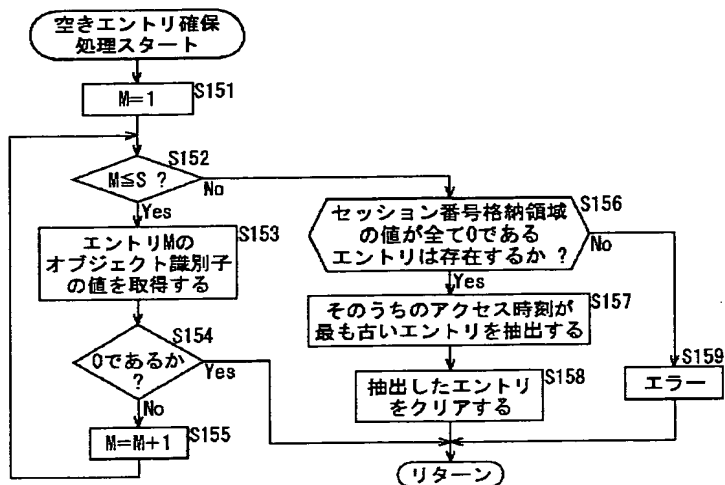 空きエントリ確保
処理スタート
S151
M=1
S152
M≦S ?
No
Yes
S153
エントリMの
オブジェクト識別子
の値を取得する
S154
0であるか
?
Yes
No
S155
M=M+1
S156
セッション番号格納領域
の値が全て0である
エントリは存在するか ?
No
Yes
S157
そのうちのアクセス時刻が
最も古いエントリを抽出する
S158
抽出したエントリ
をクリアする
S159
エラー
リターン